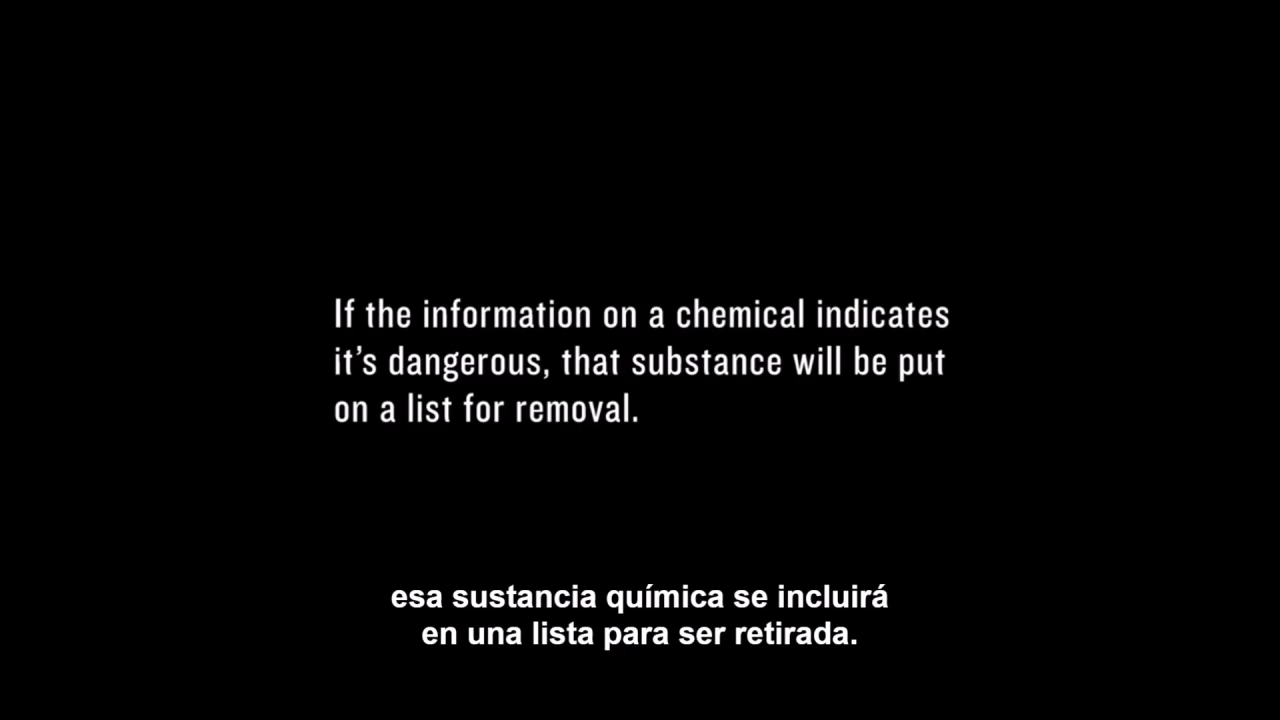 If the information on a chemical indicates
it’s dangerous, that substance will be put
on a list for removal.
esa sustancia química se incluirá
en una lista para ser retirada.